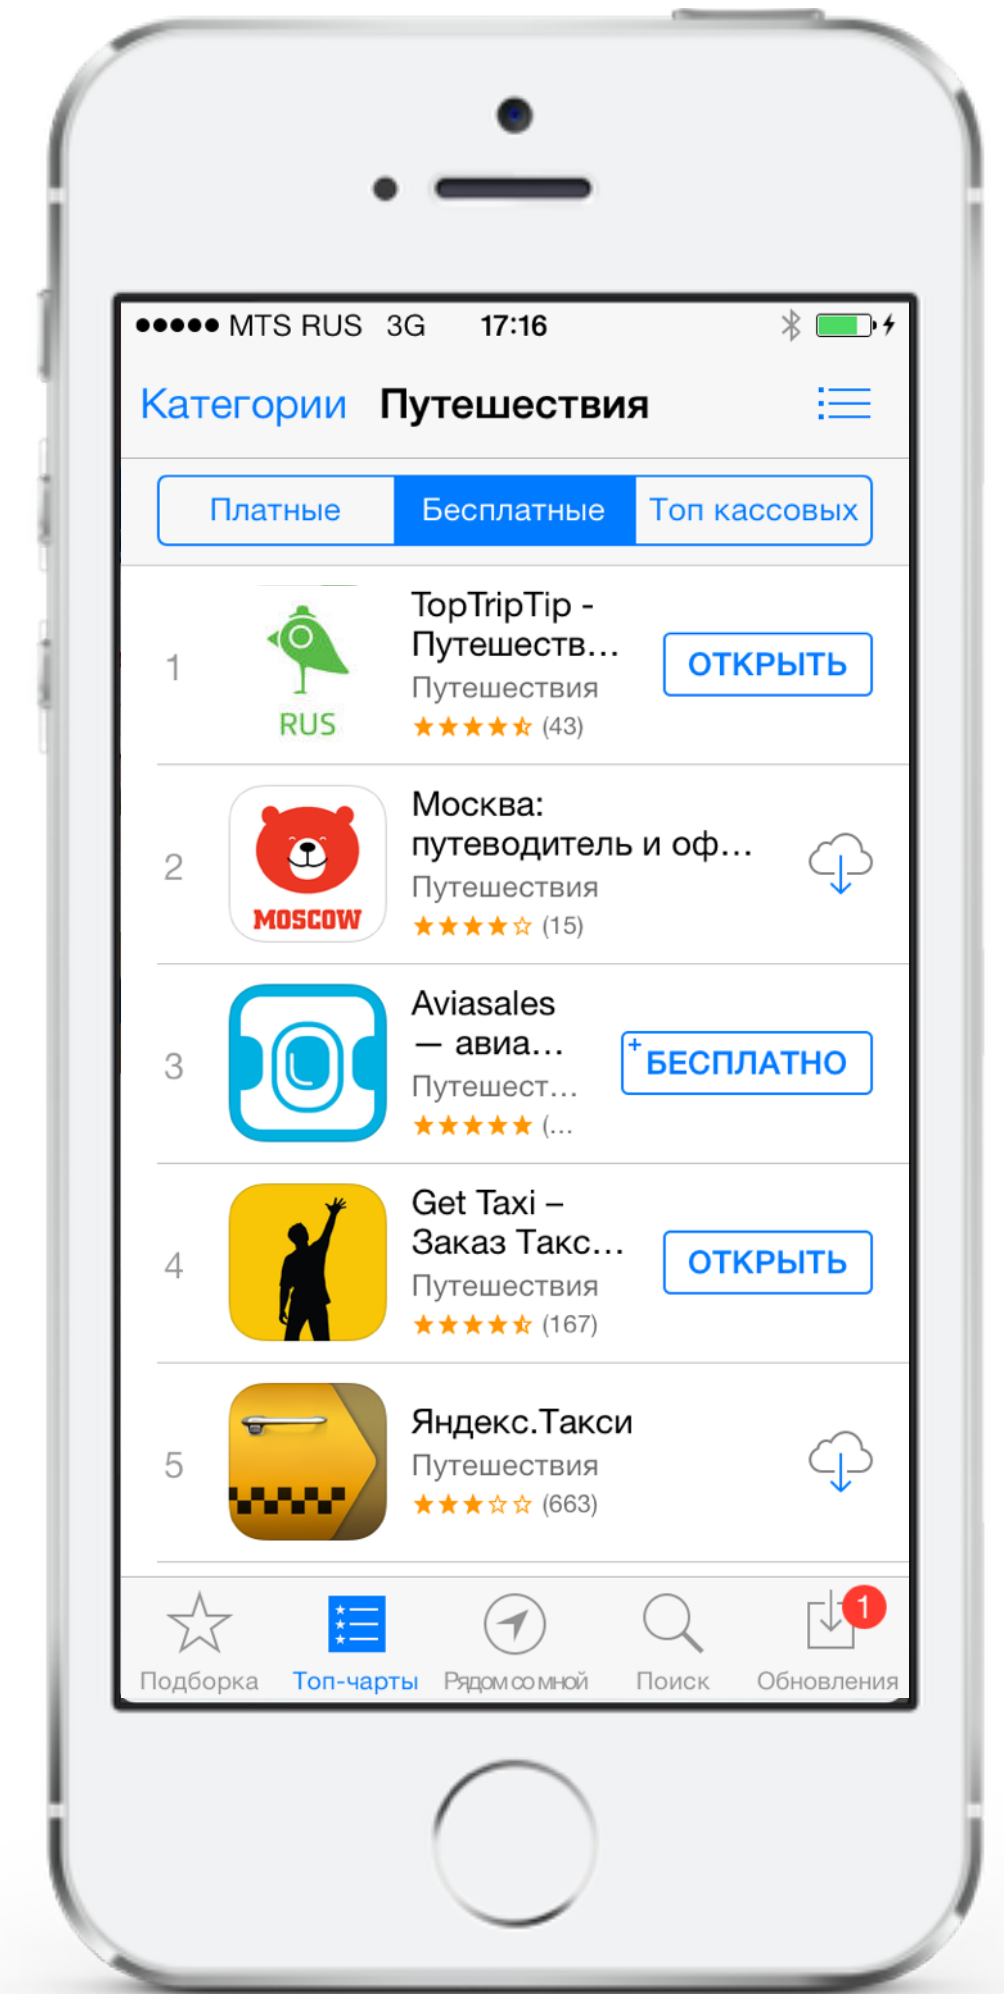 MTS RUS 3G 17:16
Категории Путешествия
Платные Бесплатные Топ кассовых
1
RUS
TopTripTip -
Путешеств...
Путешествия
(43)
ОТКРЫТЬ
2
MOSCOW
Москва:
путеводитель и оф...
Путешествия
(15)
3
Aviasales
— авиа...
Путешест...
(...
+ БЕСПЛАТНО
4
Get Taxi –
Заказ Такс...
Путешествия
(167)
ОТКРЫТЬ
5
Яндекс.Такси
Путешествия
(663)
1
Подборка Топ-чарты Рядом со мной Поиск Обновления